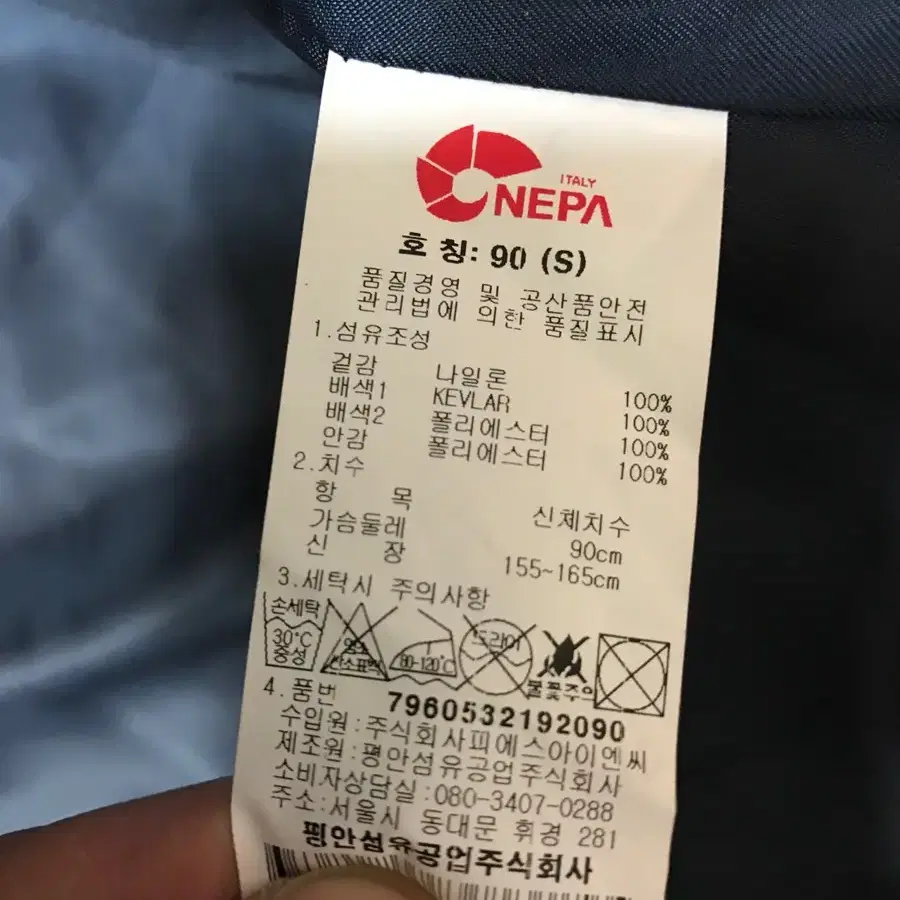 ITALY
NEPA
호 칭: 90 (S)
품질경영 및 공산품안전
관리법에 의한 품질표시
1.섬유조성
겉감 나일론 100%
배색1 KEVLAR 100%
배색2 폴리에스터 100%
안감 폴리에스터 100%
2.치수
항 목 신체치수
가슴둘레 90cm
신 장 155~165cm
3.세탁시 주의사항
손세탁 30°C 중성
염소 산소표백
80-120°C
드라이
불꽃주의
4.품번 7960532192090
수입원:주식회사피에스아이엔씨
제조원:평안섬유공업주식회사
소비자상담실:080-3407-0288
주소:서울시 동대문 휘경 281
평안섬유공업주식회사